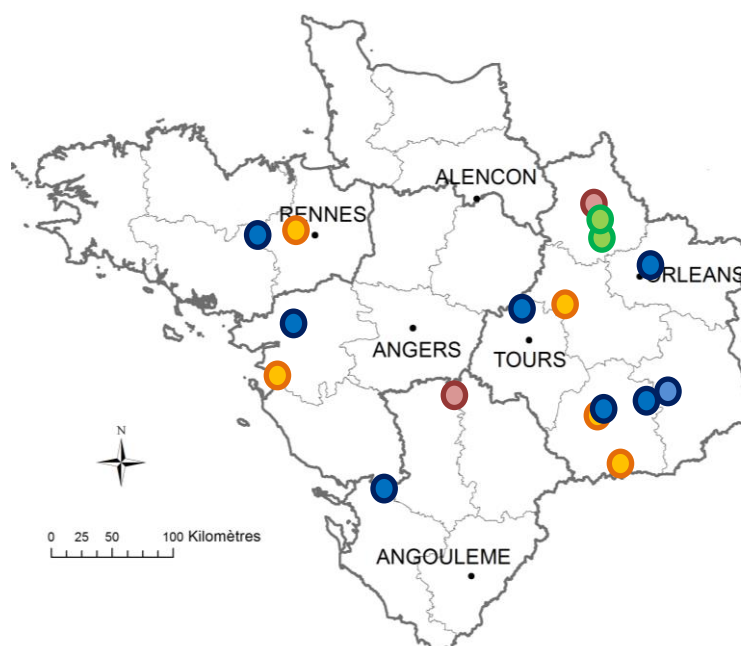 ALENCON
RENNES
ORLEANS
ANGERS
TOURS
N
0 25 50 100 Kilomètres
ANGOULEME